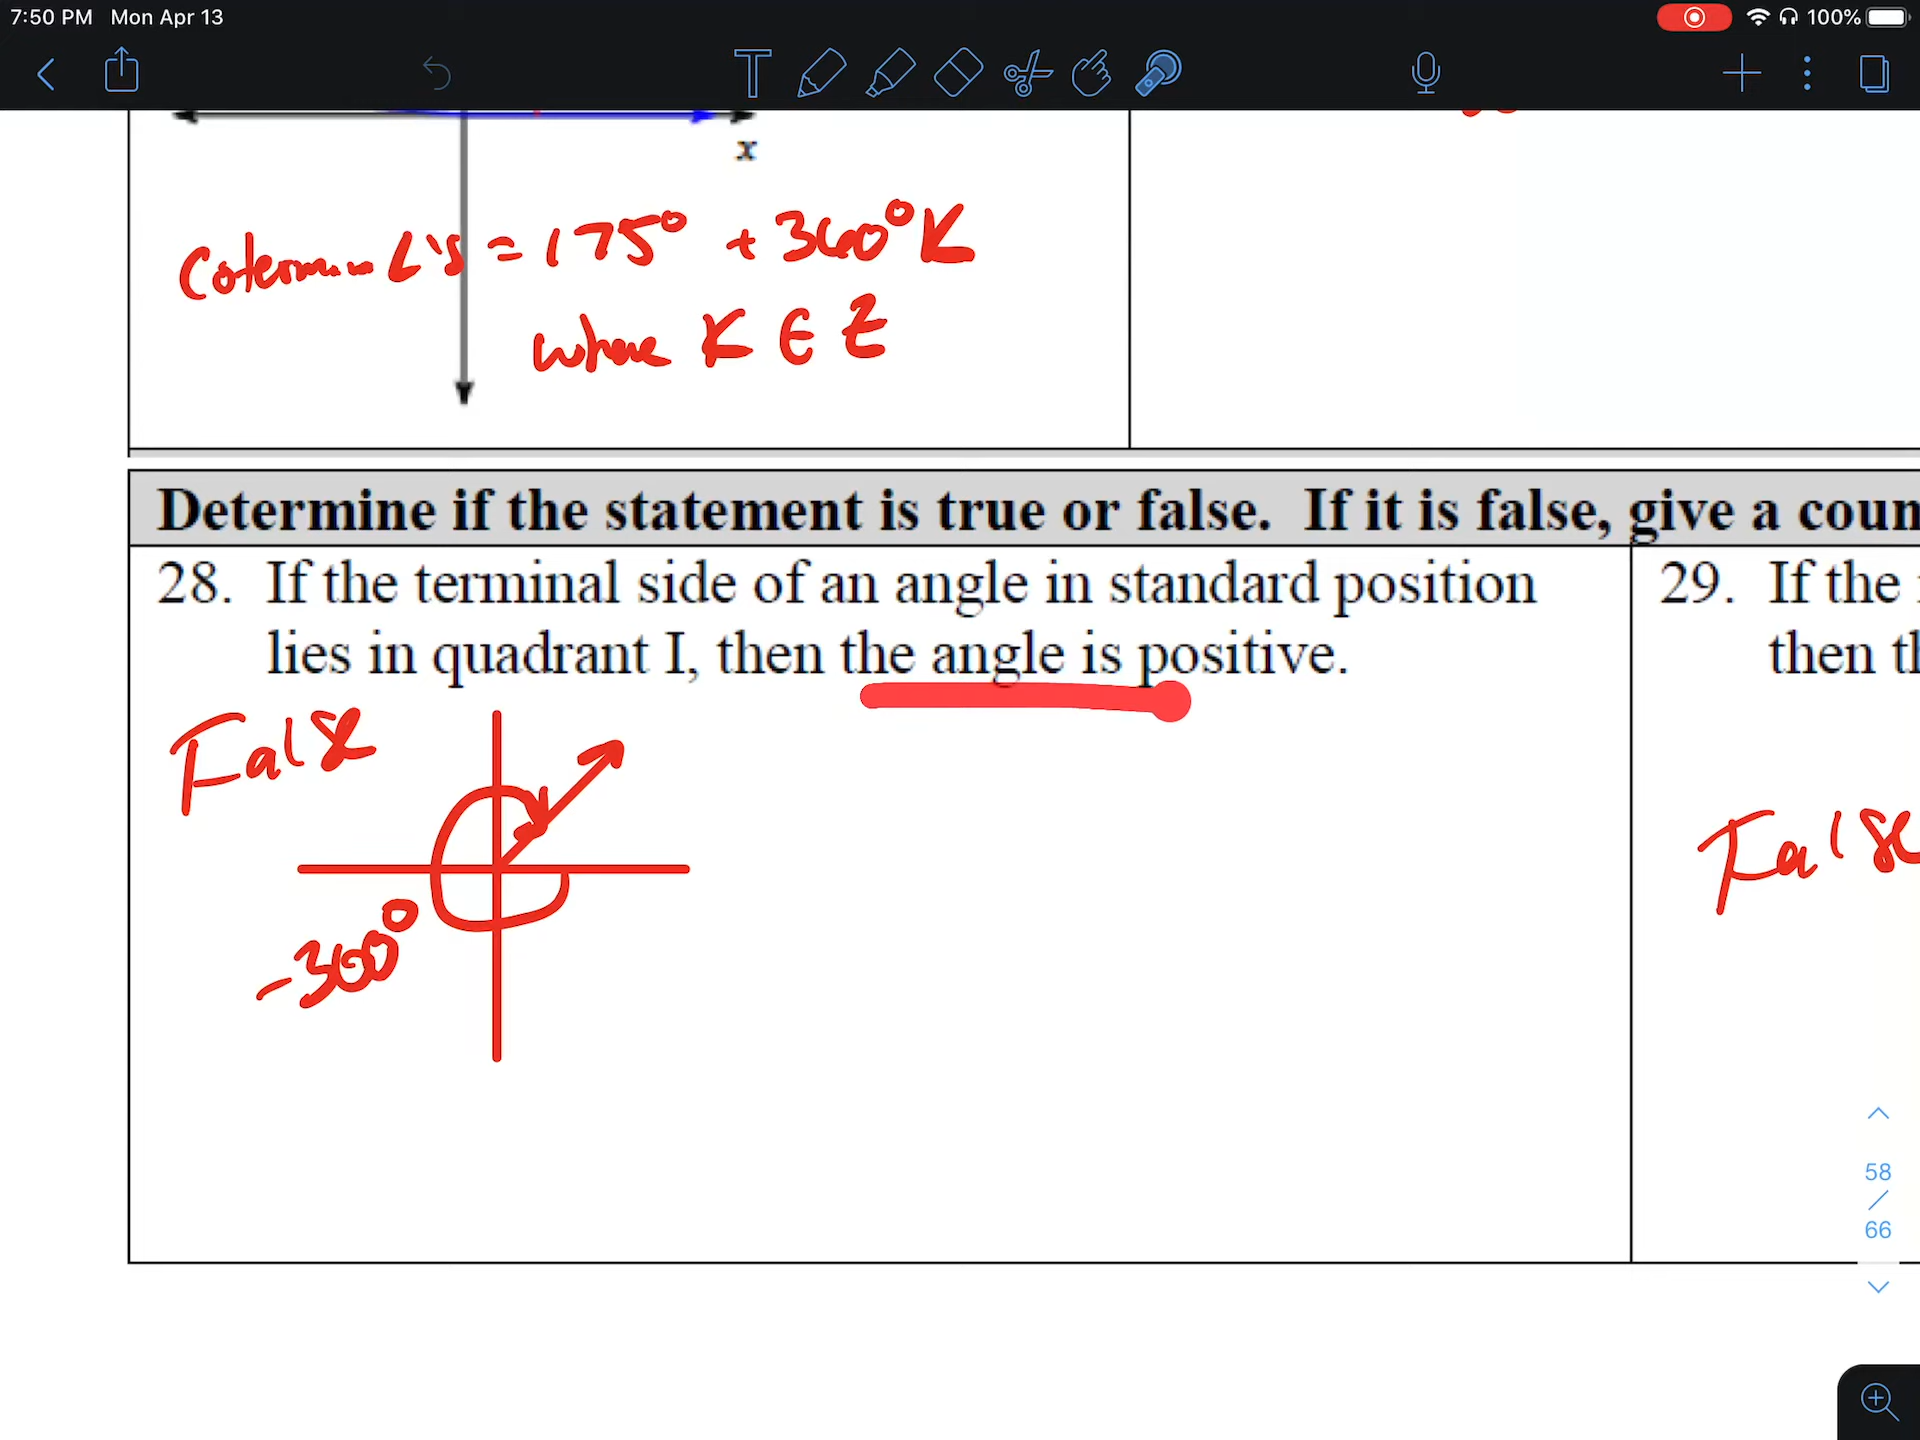 7:50 PM Mon Apr 13
100%
x
Cotermin ∠'s = 175° + 360°K
where K ∈ Z
Determine if the statement is true or false. If it is false, give a coun
28. If the terminal side of an angle in standard position
lies in quadrant I, then the angle is positive.
False
-300°
29. If the
then th
False
58
/
66